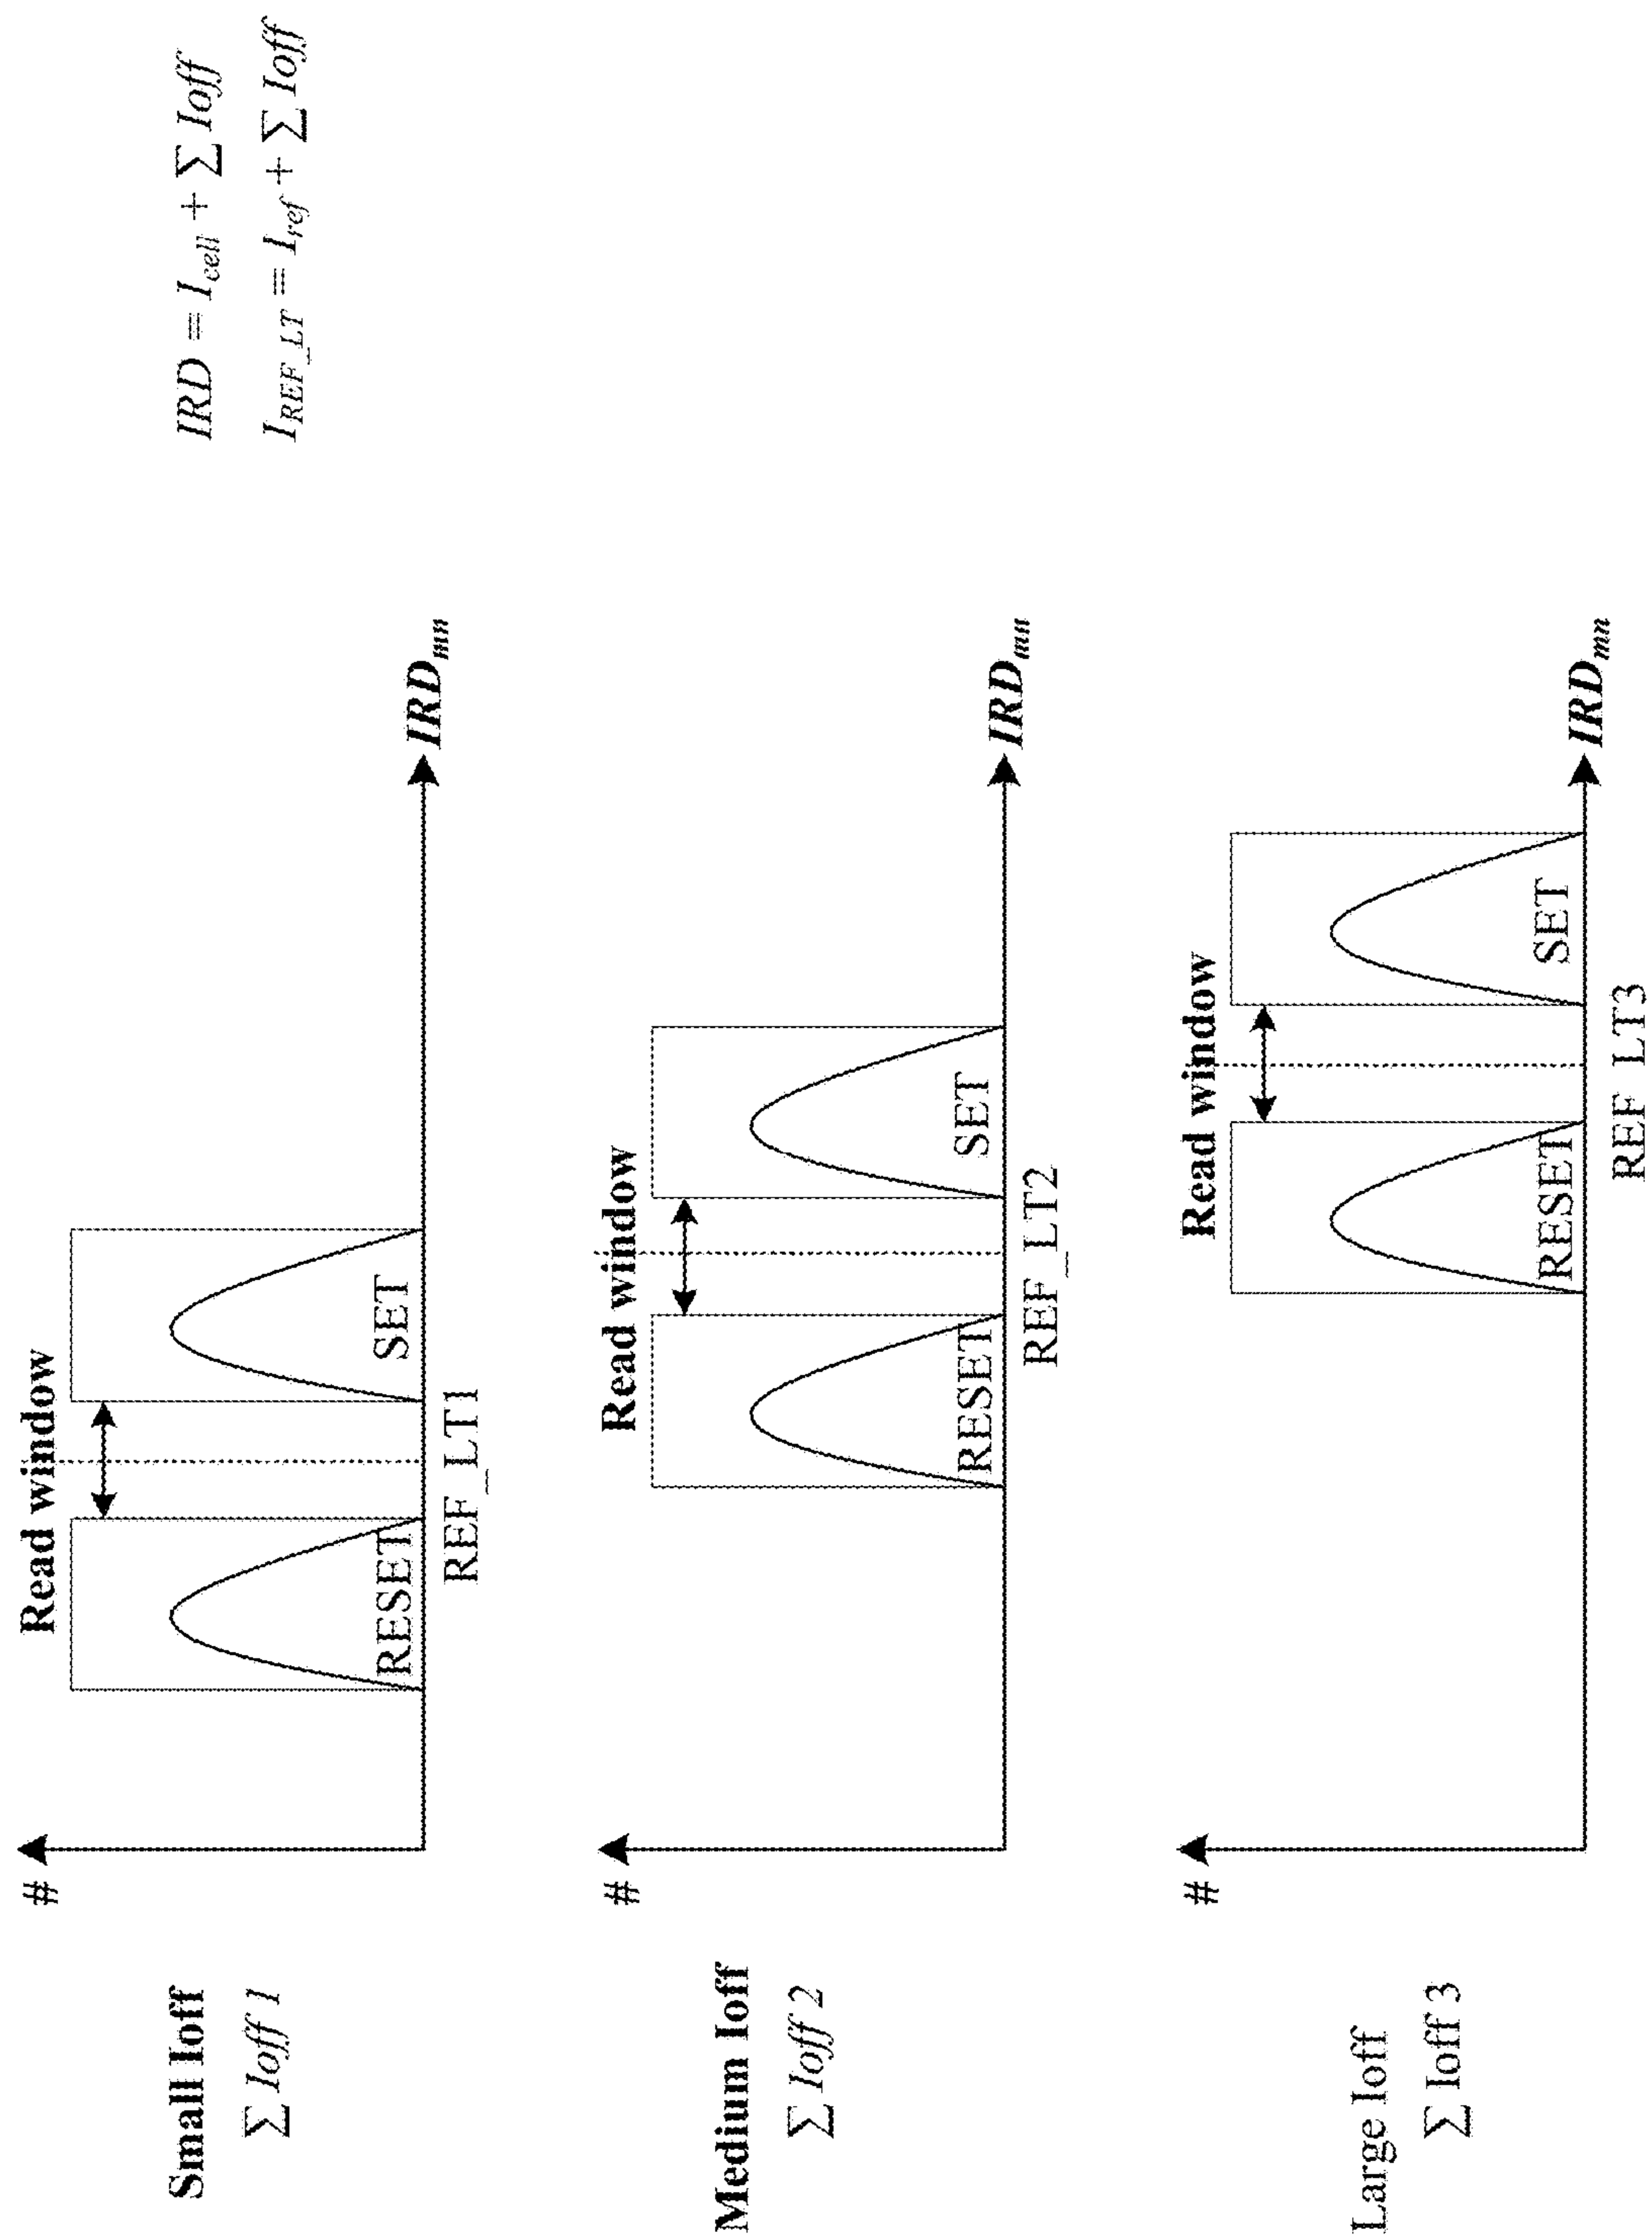 IRD = I_cell + ∑ Ioff
I_REF_LT = I_ref + ∑ Ioff
Small Ioff
∑ Ioff 1
#
Read window
RESET
SET
REF_LT1
IRD_mn
Medium Ioff
∑ Ioff 2
#
Read window
RESET
SET
REF_LT2
IRD_mn
Large Ioff
∑ Ioff 3
#
Read window
RESET
SET
REF_LT3
IRD_mn